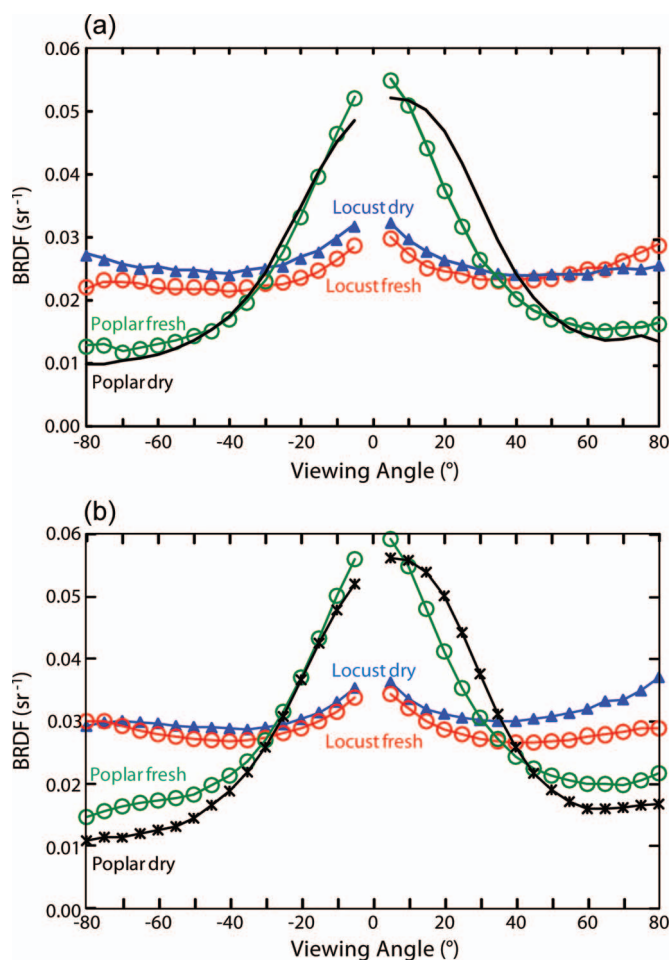 (a)
0.06
0.05
0.04
0.03
0.02
0.01
0.00
BRDF (sr⁻¹)
Locust dry
Locust fresh
Poplar fresh
Poplar dry
-80 -60 -40 -20 0 20 40 60 80
Viewing Angle (°)
(b)
0.06
0.05
0.04
0.03
0.02
0.01
0.00
BRDF (sr⁻¹)
Locust dry
Locust fresh
Poplar fresh
Poplar dry
-80 -60 -40 -20 0 20 40 60 80
Viewing Angle (°)